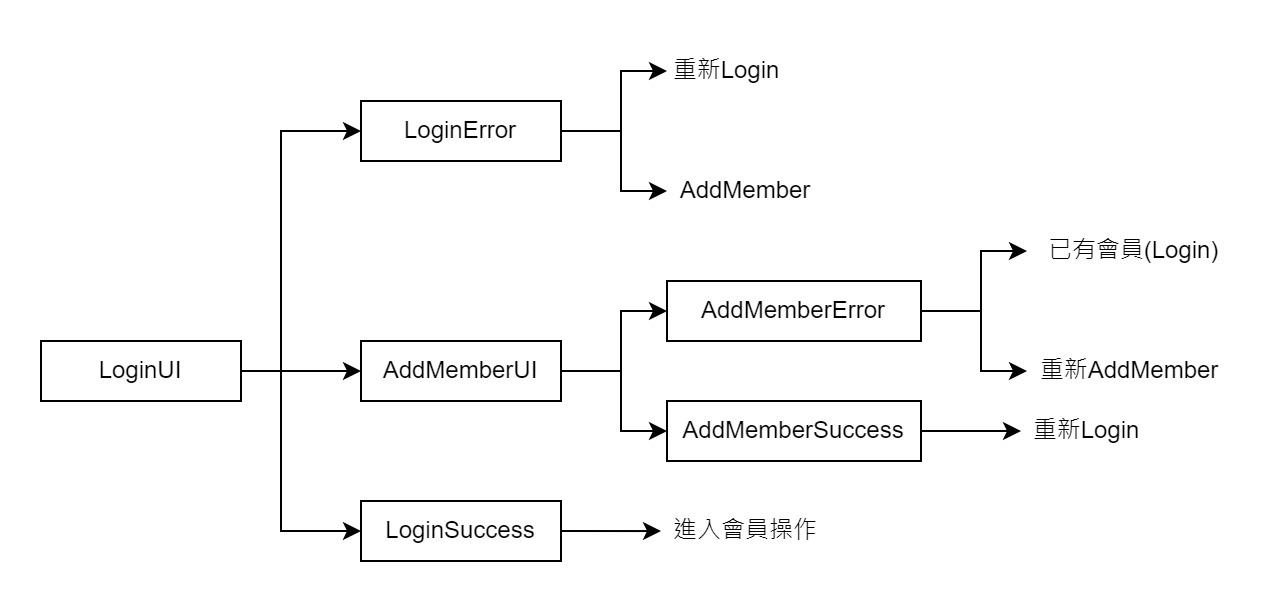 重新Login
LoginError
AddMember
已有會員(Login)
AddMemberError
LoginUI
AddMemberUI
重新AddMember
AddMemberSuccess
重新Login
LoginSuccess
進入會員操作